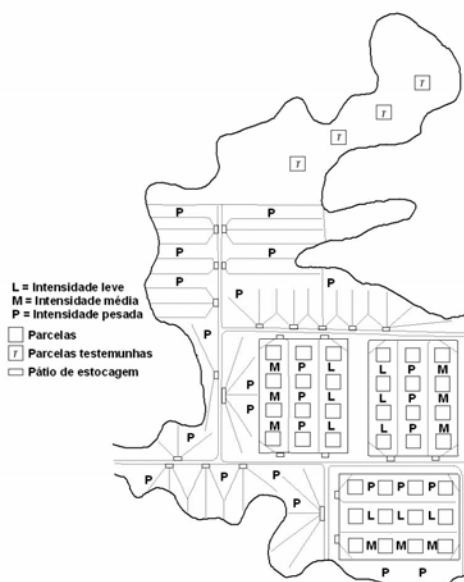 r
r
r
r
P P
P P
P P
P
L = Intensidade leve
M = Intensidade média
P = Intensidade pesada
Parcelas
r Parcelas testemunhas
Pátio de estocagem
P
M P L
L P M
P
M P L
L P M
P
M P L
L P M
P
P P
P
P P P
L L L
M M M
P P